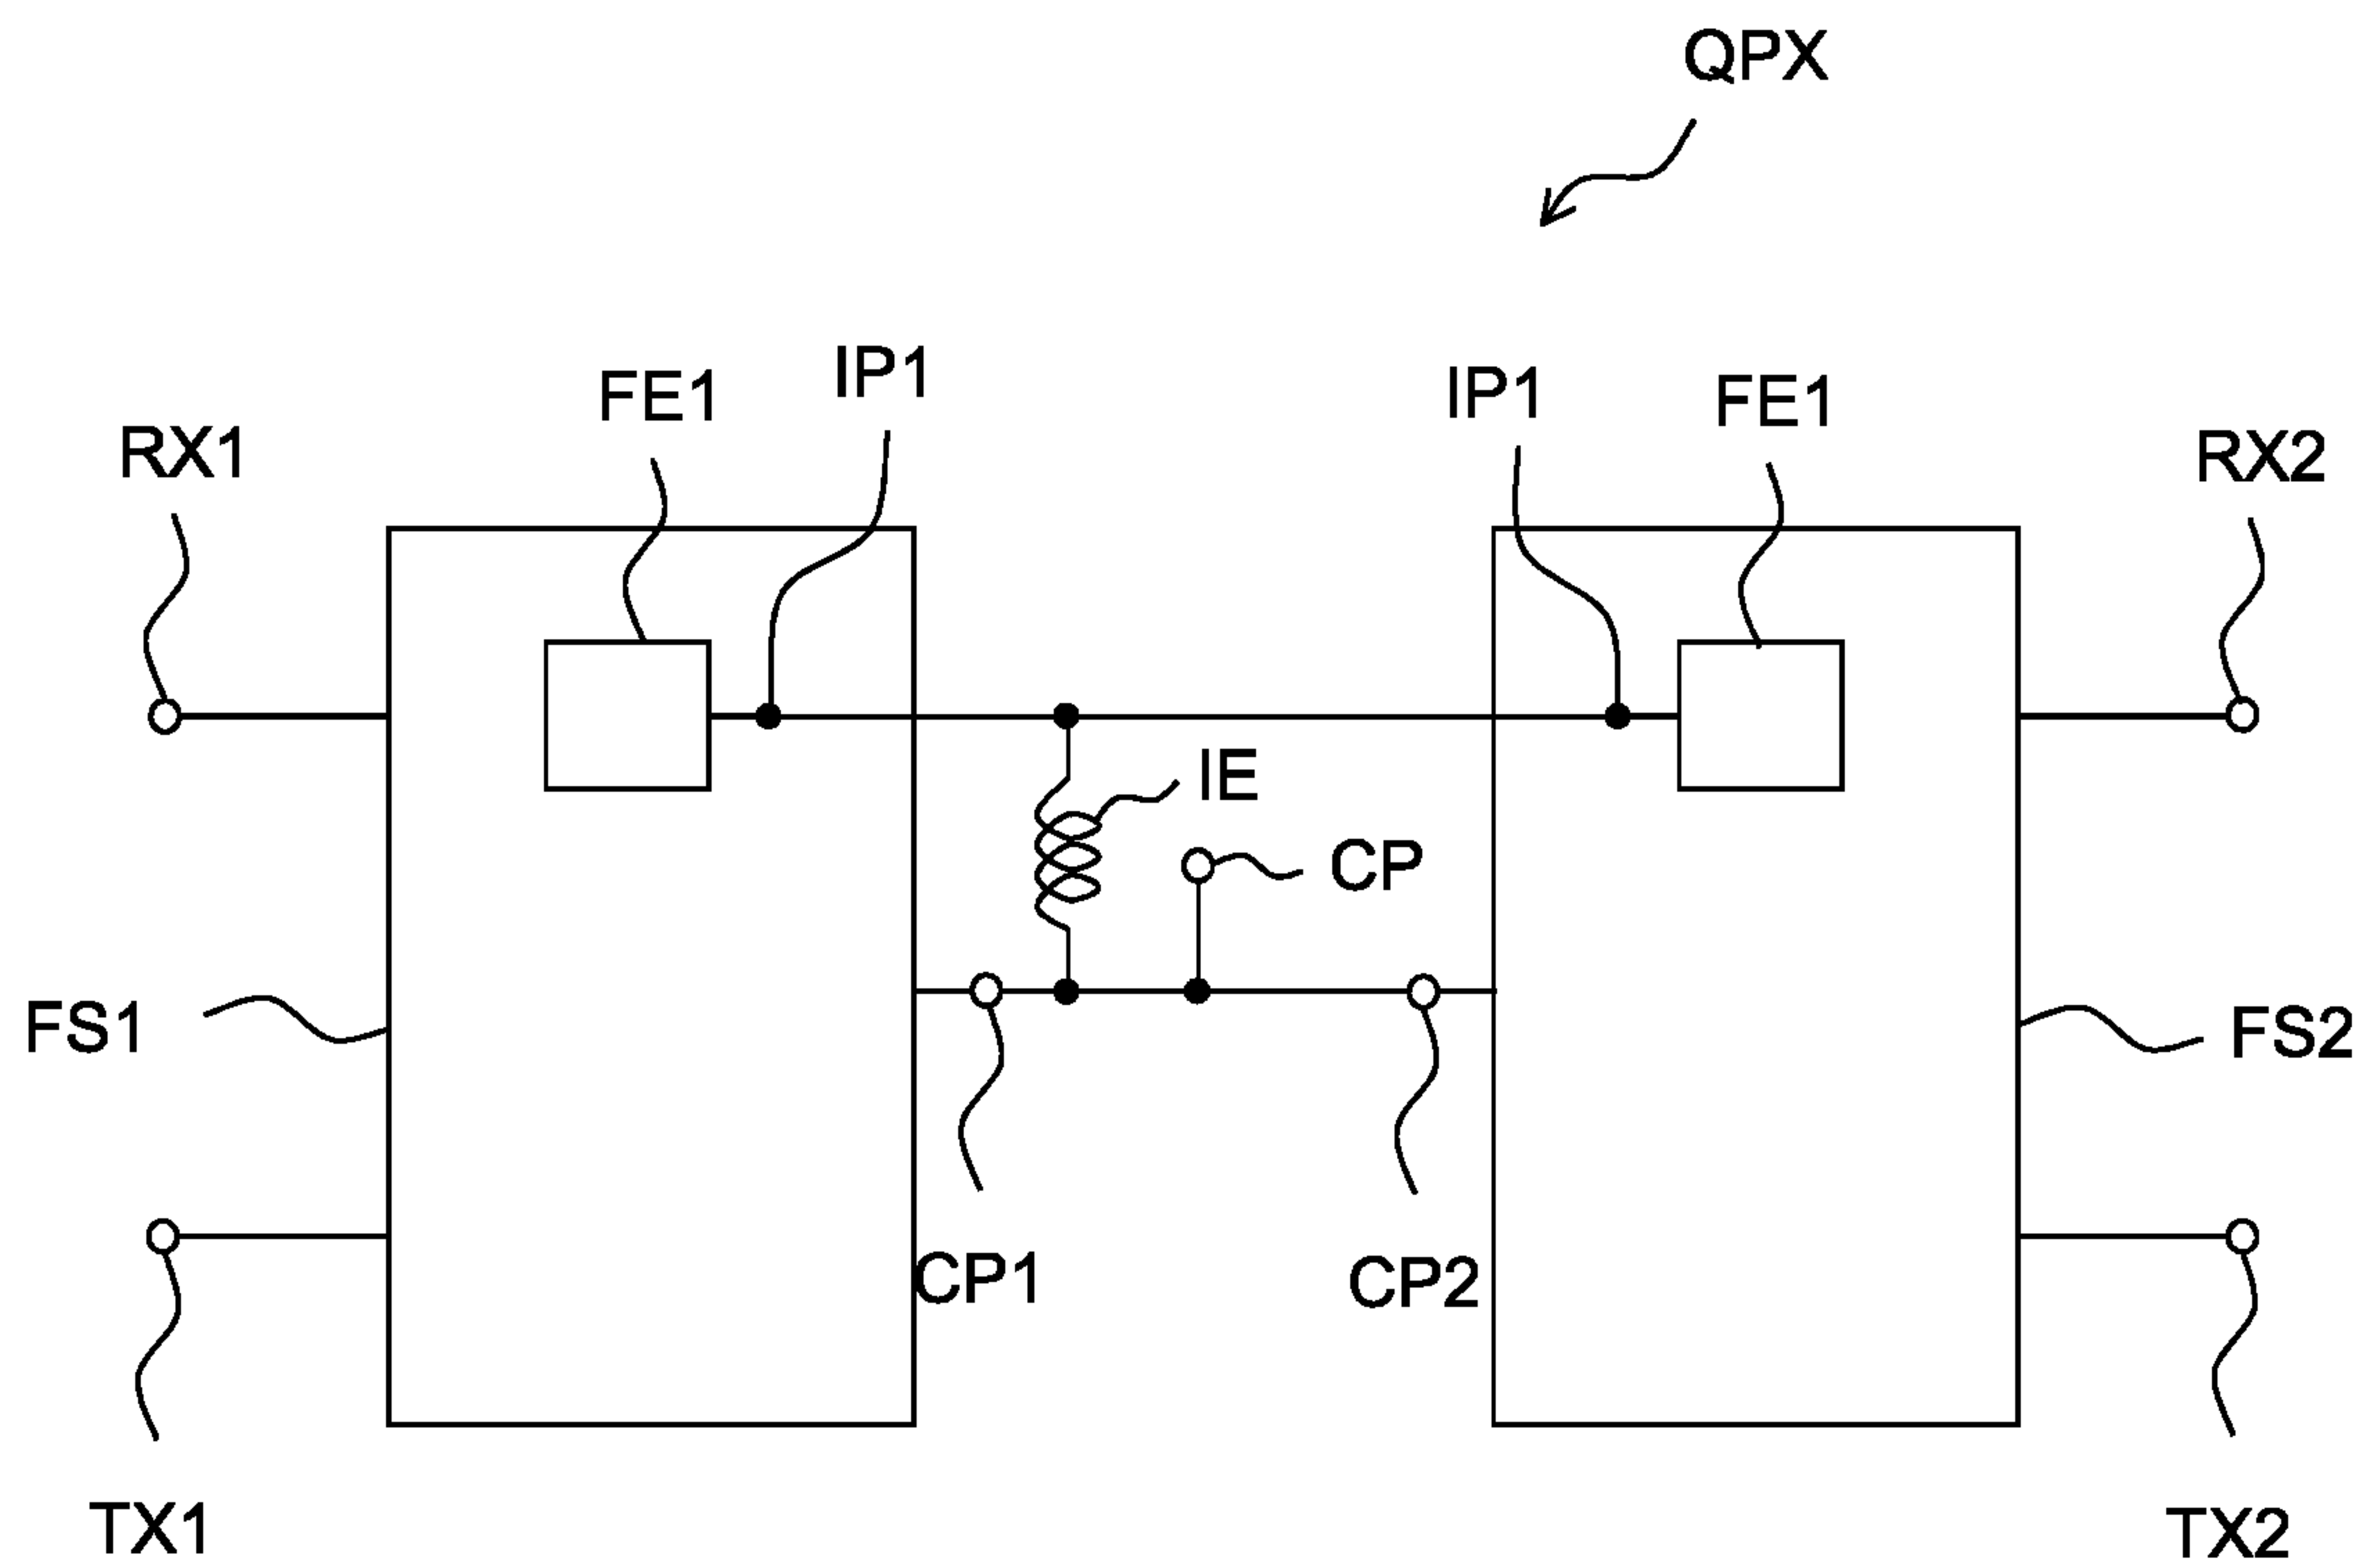 QPX
IP1
IP1
FE1
FE1
RX1
RX2
IE
CP
FS1
FS2
CP1
CP2
TX1
TX2